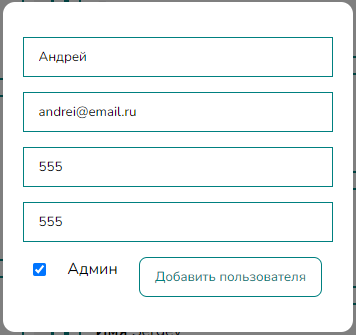 Андрей
andrei@email.ru
555
555
Админ
Добавить пользователя